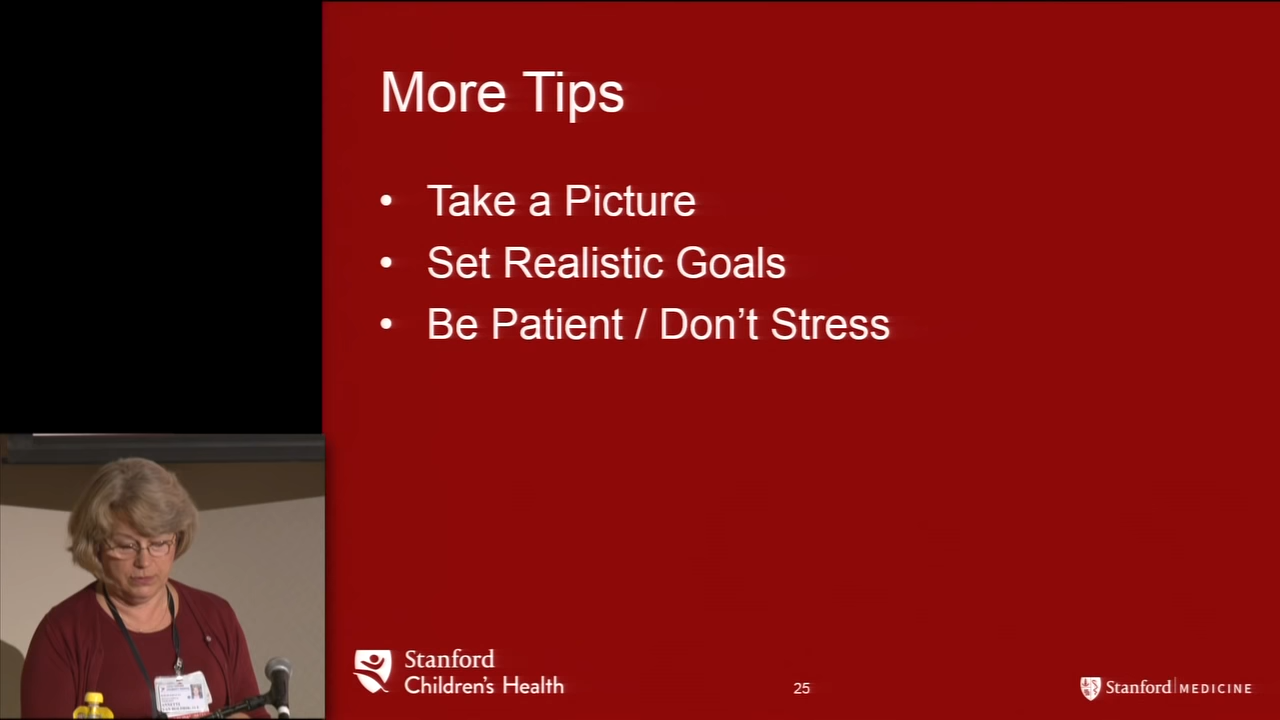 More Tips
• Take a Picture
• Set Realistic Goals
• Be Patient / Don’t Stress
Stanford
Children's Health
25
Stanford MEDICINE